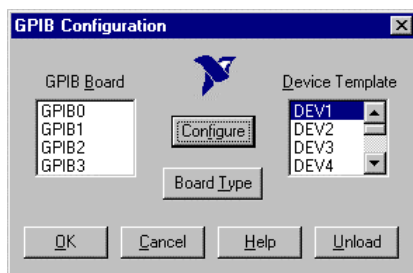 GPIB Configuration
GPIB Board
Device Template
GPIB0
GPIB1
GPIB2
GPIB3
Configure
Board Type
DEV1
DEV2
DEV3
DEV4
OK
Cancel
Help
Unload